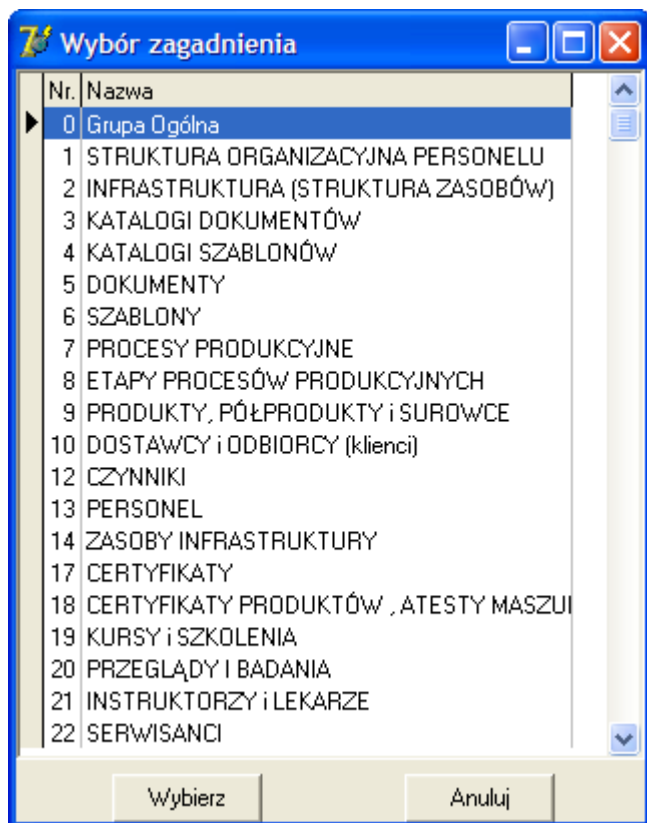 Wybór zagadnienia
Nr. Nazwa
0 Grupa Ogólna
1 STRUKTURA ORGANIZACYJNA PERSONELU
2 INFRASTRUKTURA (STRUKTURA ZASOBÓW)
3 KATALOGI DOKUMENTÓW
4 KATALOGI SZABLONÓW
5 DOKUMENTY
6 SZABLONY
7 PROCESY PRODUKCYJNE
8 ETAPY PROCESÓW PRODUKCYJNYCH
9 PRODUKTY, PÓŁPRODUKTY i SUROWCE
10 DOSTAWCY i ODBIORCY (klienci)
12 CZYNNIKI
13 PERSONEL
14 ZASOBY INFRASTRUKTURY
17 CERTYFIKATY
18 CERTYFIKATY PRODUKTÓW , ATESTY MASZU
19 KURSY i SZKOLENIA
20 PRZEGLĄDY I BADANIA
21 INSTRUKTORZY i LEKARZE
22 SERWISANCI
Wybierz Anuluj